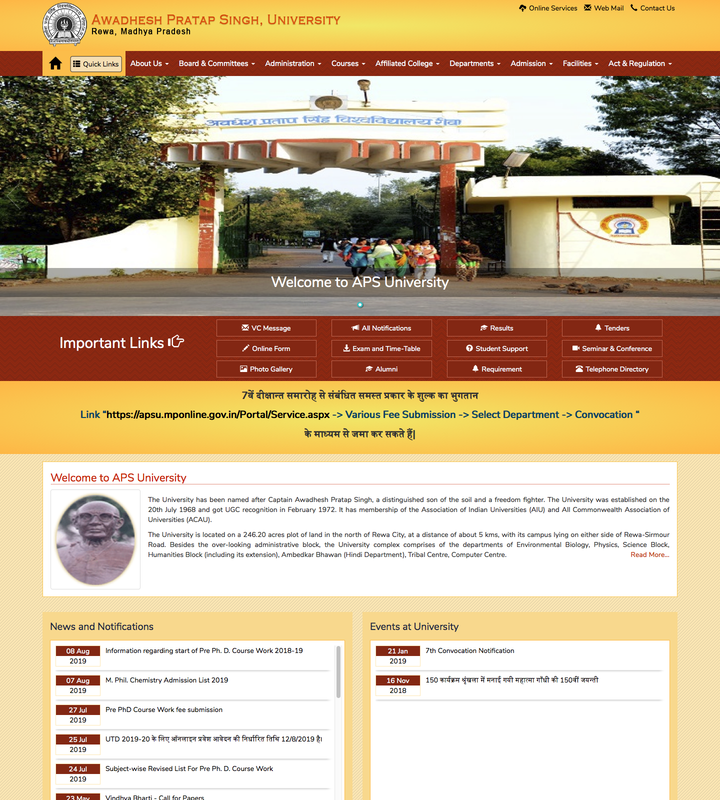 AWADHESH PRATAP SINGH, UNIVERSITY
Rewa, Madhya Pradesh
Online Services Web Mail Contact Us
Quick Links About Us Board & Committees Administration Courses Affiliated College Departments Admission Facilities Act & Regulation
अवधेश प्रताप सिंह विश्वविद्यालय रीवा
Welcome to APS University
Important Links
VC Message All Notifications Results Tenders
Online Form Exam and Time-Table Student Support Seminar & Conference
Photo Gallery Alumni Requirement Telephone Directory
7वें दीक्षान्त समारोह से संबंधित समस्त प्रकार के शुल्क का भुगतान
Link "https://apsu.mponline.gov.in/Portal/Service.aspx -> Various Fee Submission -> Select Department -> Convocation "
के माध्यम से जमा कर सकते हैं|
Welcome to APS University
The University has been named after Captain Awadhesh Pratap Singh, a distinguished son of the soil and a freedom fighter. The University was established on the
20th July 1968 and got UGC recognition in February 1972. It has membership of the Association of Indian Universities (AIU) and All Commonwealth Association of
Universities (ACAU).
The University is located on a 246.20 acres plot of land in the north of Rewa City, at a distance of about 5 kms, with its campus lying on either side of Rewa-Sirmour
Road. Besides the over-looking administrative block, the University complex comprises of the departments of Environmental Biology, Physics, Science Block,
Humanities Block (including its extension), Ambedkar Bhawan (Hindi Department), Tribal Centre, Computer Centre. Read More...
News and Notifications
08 Aug
2019
Information regarding start of Pre Ph. D. Course Work 2018-19
07 Aug
2019
M. Phil. Chemistry Admission List 2019
27 Jul
2019
Pre PhD Course Work fee submission
25 Jul
2019
UTD 2019-20 के लिए ऑनलाइन प्रवेश आवेदन की निर्धारित तिथि 12/8/2019 है।
24 Jul
2019
Subject-wise Revised List For Pre Ph. D. Course Work
23 May
Vindhya Bharti - Call for Papers
Events at University
21 Jan
2019
7th Convocation Notification
16 Nov
2018
150 कार्यक्रम श्रृंखला में मनाई गयी महात्मा गाँधी की 150वीं जयन्ती